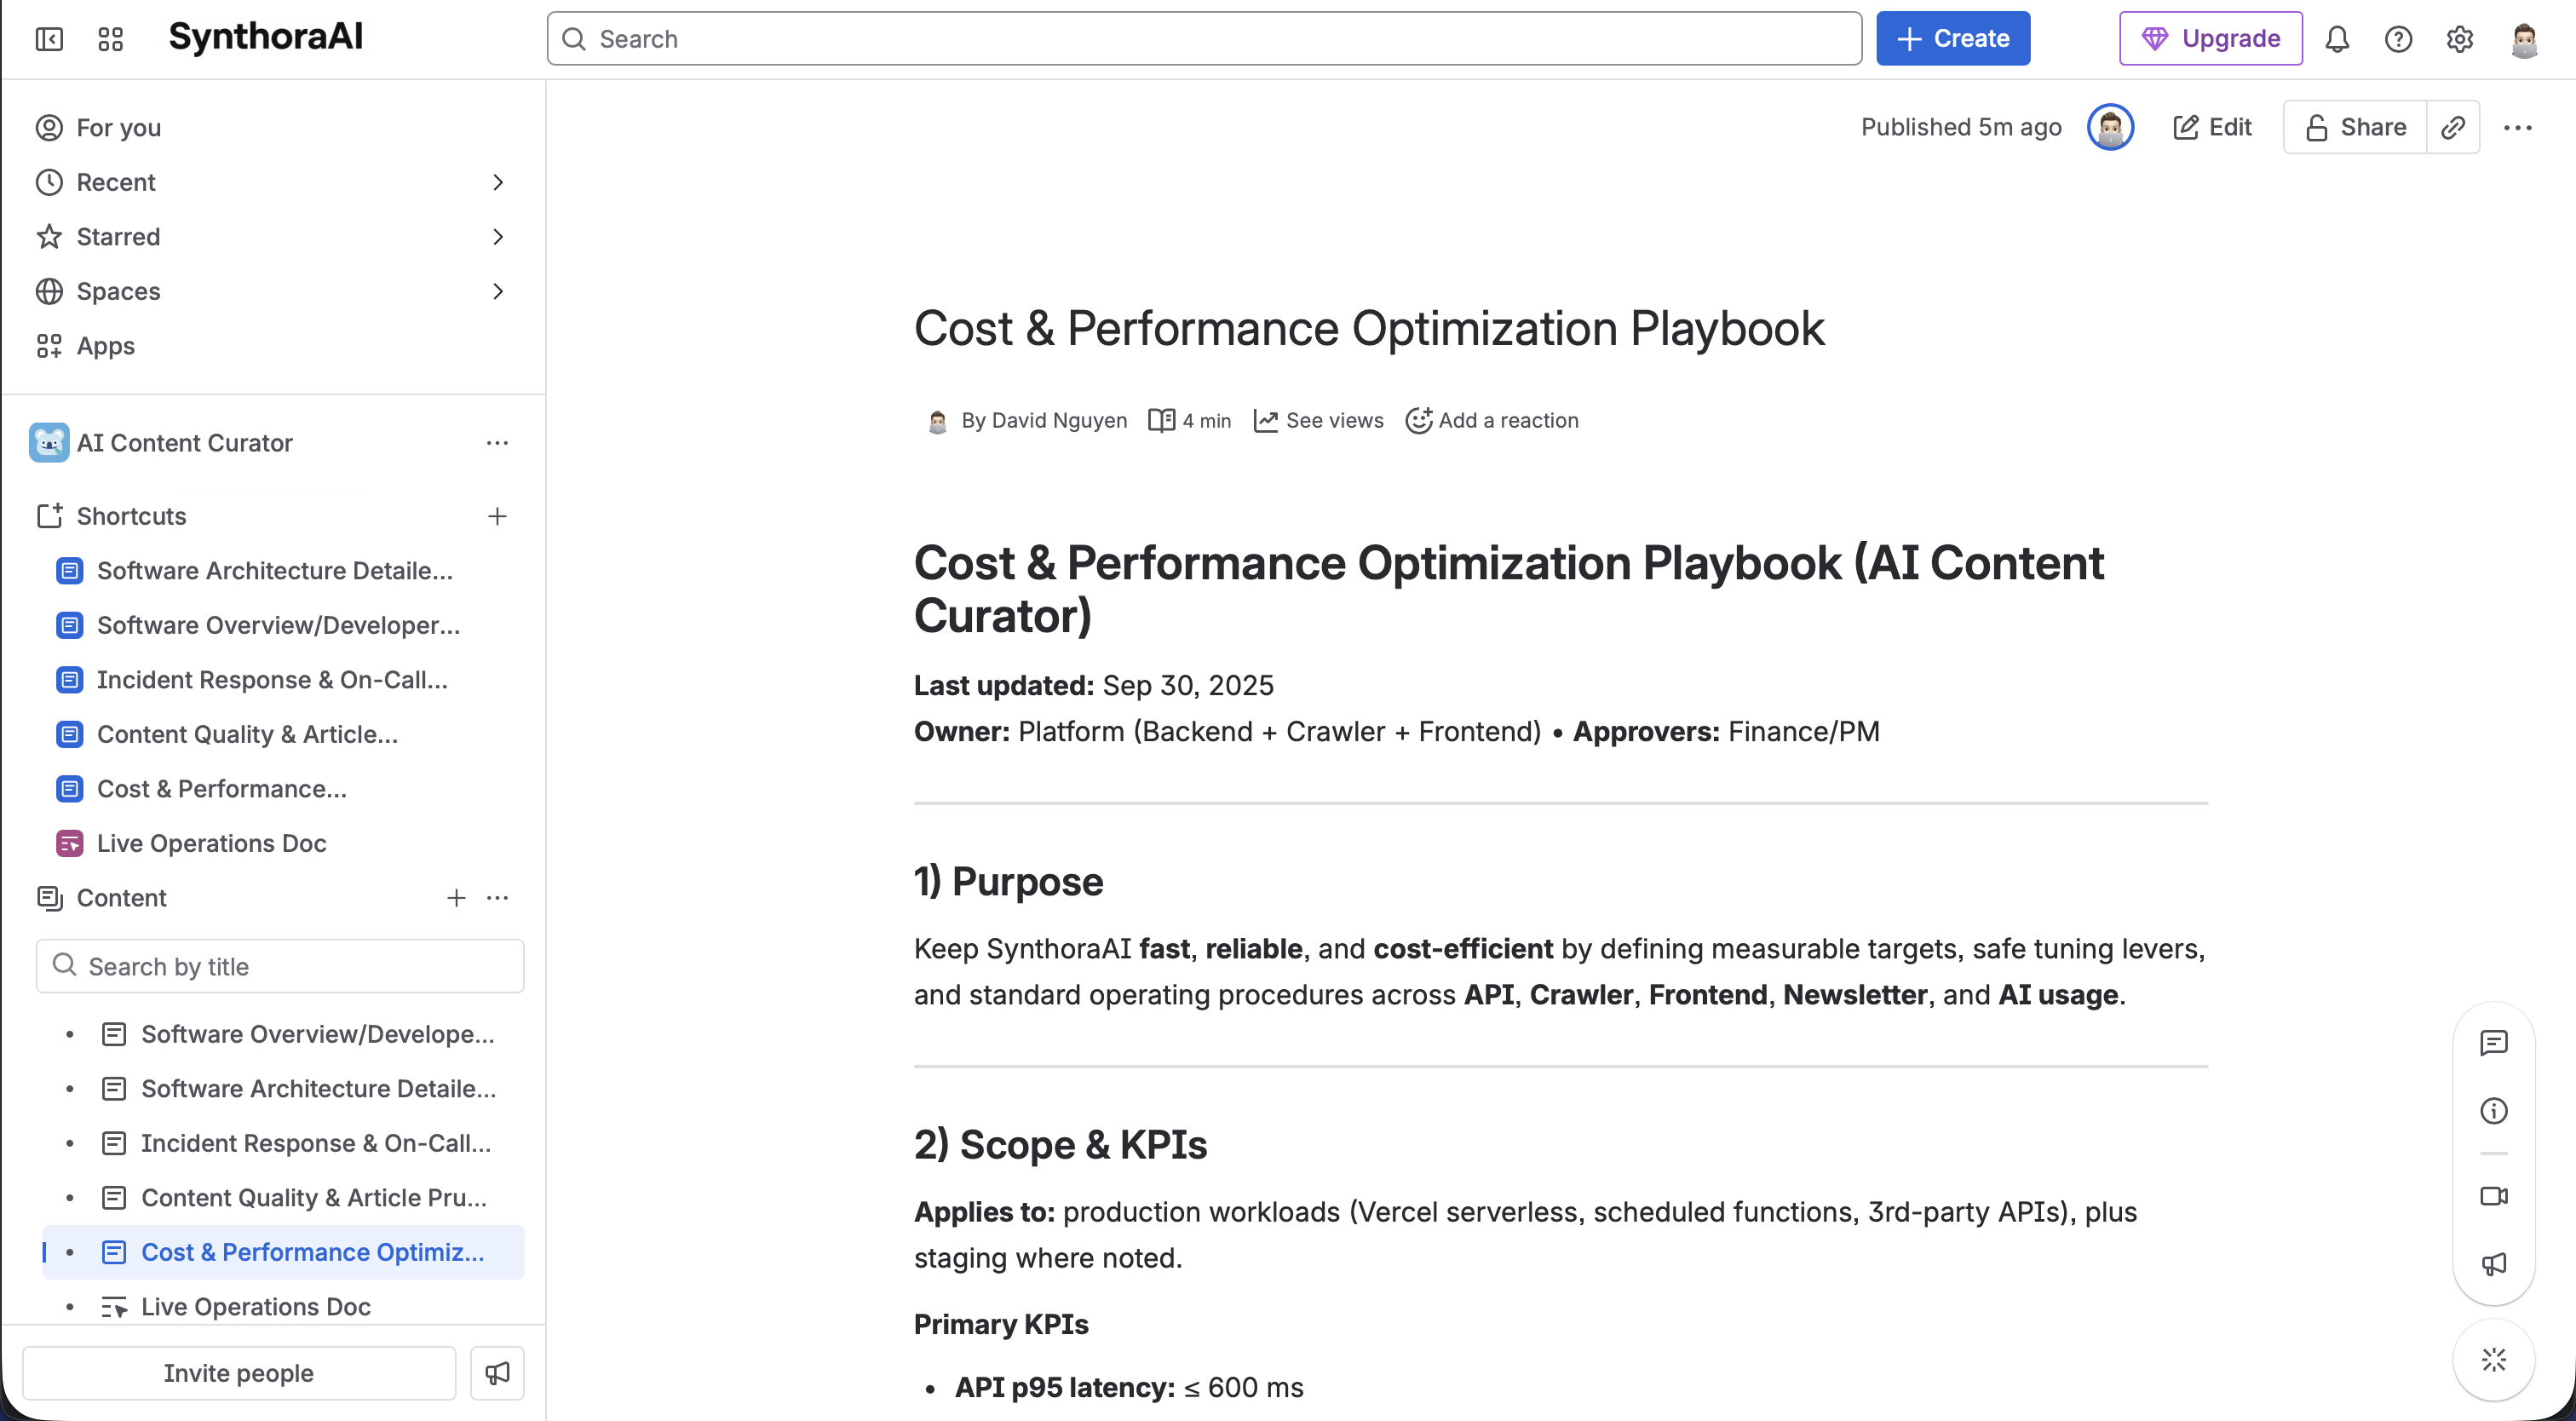 SynthoraAI
Search
Create
Upgrade
For you
Recent
Starred
Spaces
Apps
AI Content Curator
Shortcuts
Software Architecture Detaile...
Software Overview/Developer...
Incident Response & On-Call...
Content Quality & Article...
Cost & Performance...
Live Operations Doc
Content
Search by title
Software Overview/Develope...
Software Architecture Detaile...
Incident Response & On-Call...
Content Quality & Article Pru...
Cost & Performance Optimiz...
Live Operations Doc
Invite people
Published 5m ago
Edit
Share
Cost & Performance Optimization Playbook
By David Nguyen 4 min See views Add a reaction
Cost & Performance Optimization Playbook (AI Content
Curator)
Last updated: Sep 30, 2025
Owner: Platform (Backend + Crawler + Frontend) • Approvers: Finance/PM
1) Purpose
Keep SynthoraAI fast, reliable, and cost-efficient by defining measurable targets, safe tuning levers,
and standard operating procedures across API, Crawler, Frontend, Newsletter, and AI usage.
2) Scope & KPIs
Applies to: production workloads (Vercel serverless, scheduled functions, 3rd-party APIs), plus
staging where noted.
Primary KPIs
• API p95 latency: ≤ 600 ms